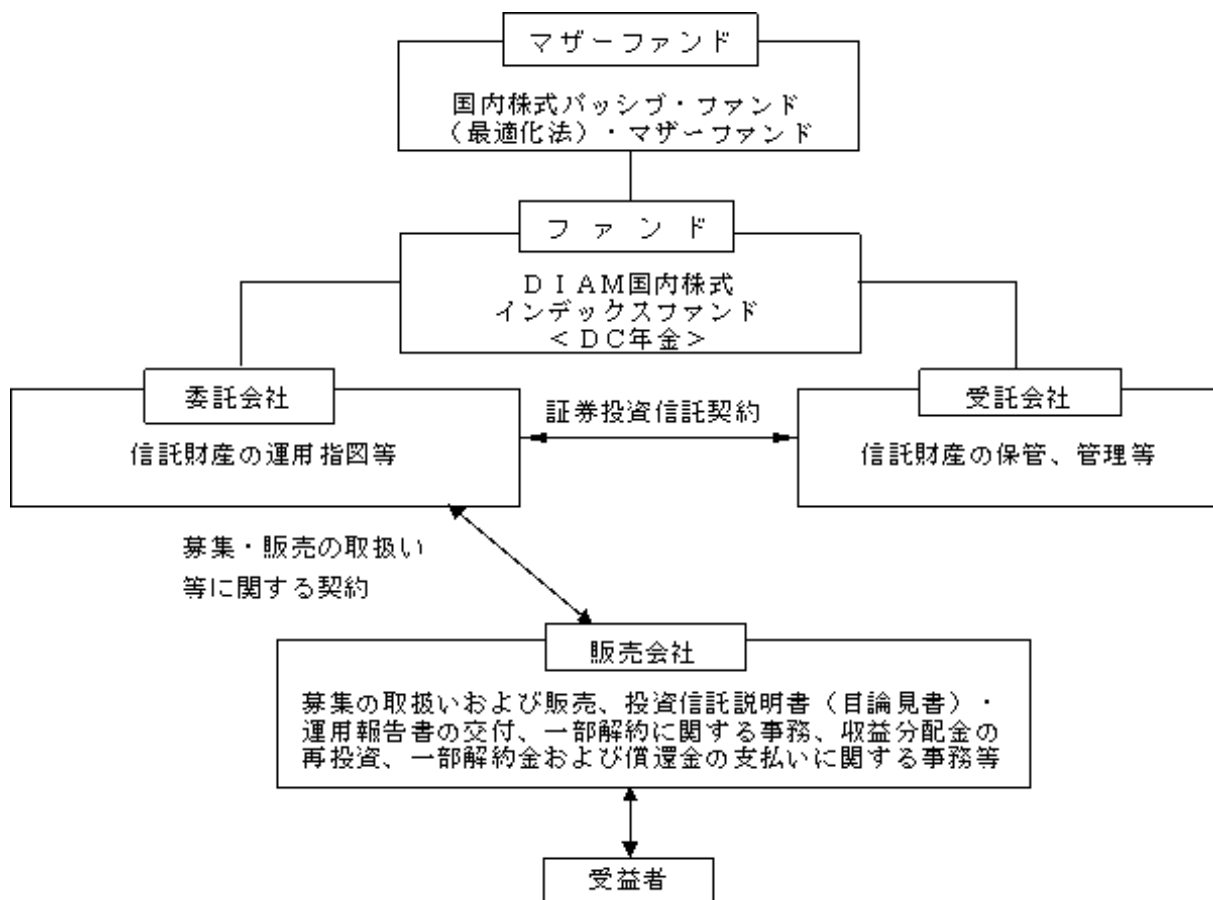 マザーファンド
国内株式パッシブ・ファンド
（最適化法）・マザーファンド
ファンド
ＤＩＡＭ国内株式
インデックスファンド
＜ＤＣ年金＞
委託会社
信託財産の運用指図等
証券投資信託契約
受託会社
信託財産の保管、管理等
募集・販売の取扱い
等に関する契約
販売会社
募集の取扱いおよび販売、投資信託説明書（目論見書）・
運用報告書の交付、一部解約に関する事務、収益分配金の
再投資、一部解約金および償還金の支払いに関する事務等
受益者